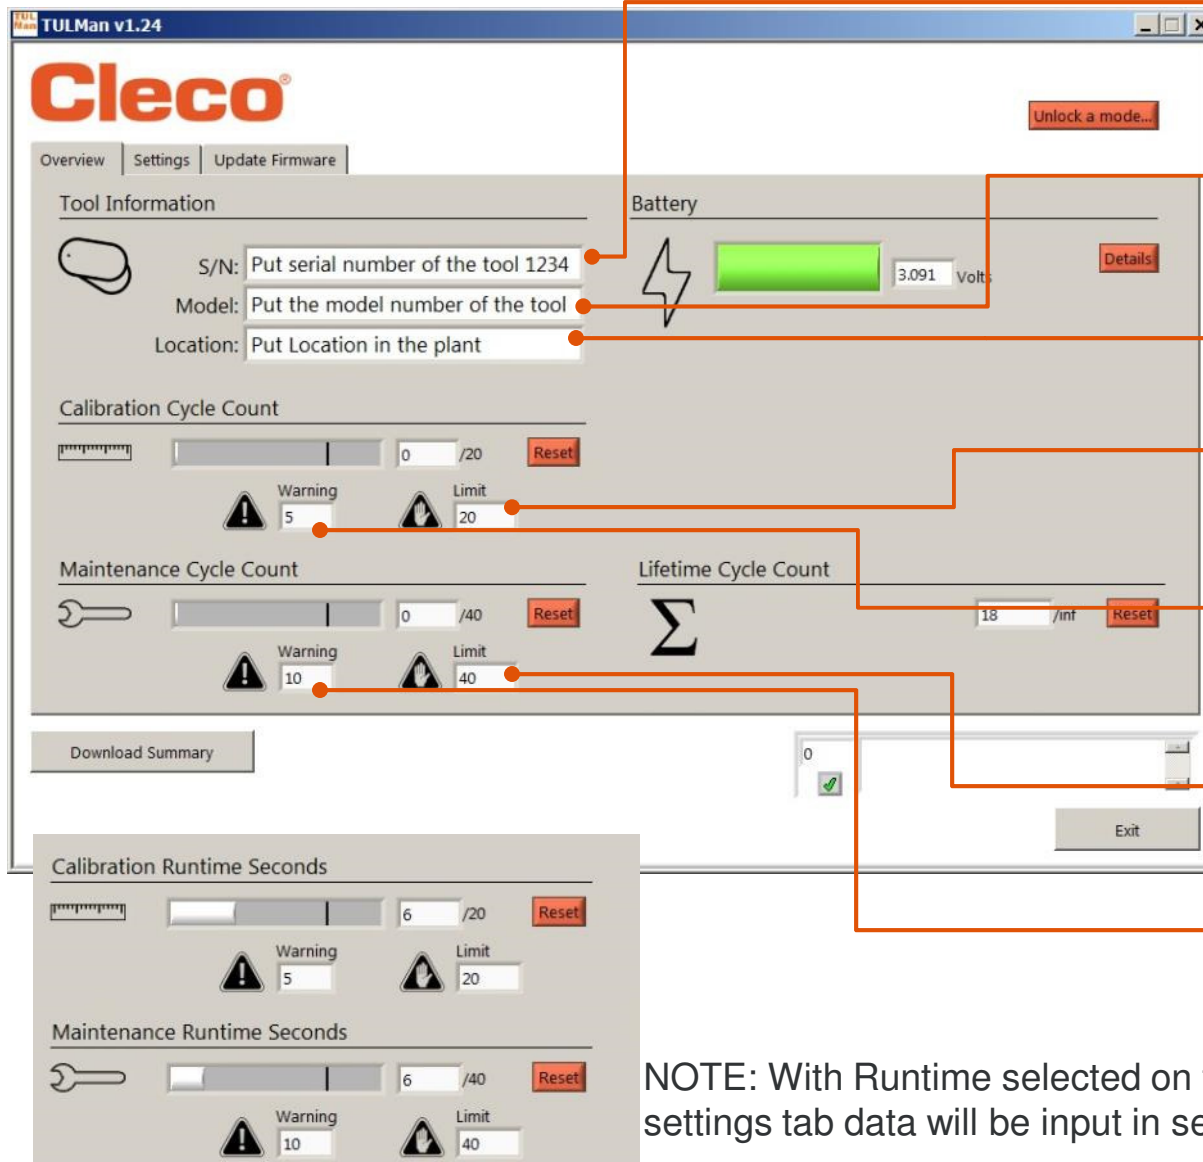 TUL Man TULMan v1.24
Cleco®
Unlock a mode...
Overview Settings Update Firmware
Tool Information
S/N: Put serial number of the tool 1234
Model: Put the model number of the tool
Location: Put Location in the plant
Battery
3.091 Volts
Details
Calibration Cycle Count
0 /20 Reset
Warning Limit
5 20
Maintenance Cycle Count
0 /40 Reset
Warning Limit
10 40
Lifetime Cycle Count
Σ 18 /inf Reset
Download Summary
0
Exit
Calibration Runtime Seconds
6 /20 Reset
Warning Limit
5 20
Maintenance Runtime Seconds
6 /40 Reset
Warning Limit
10 40
NOTE: With Runtime selected on
settings tab data will be input in